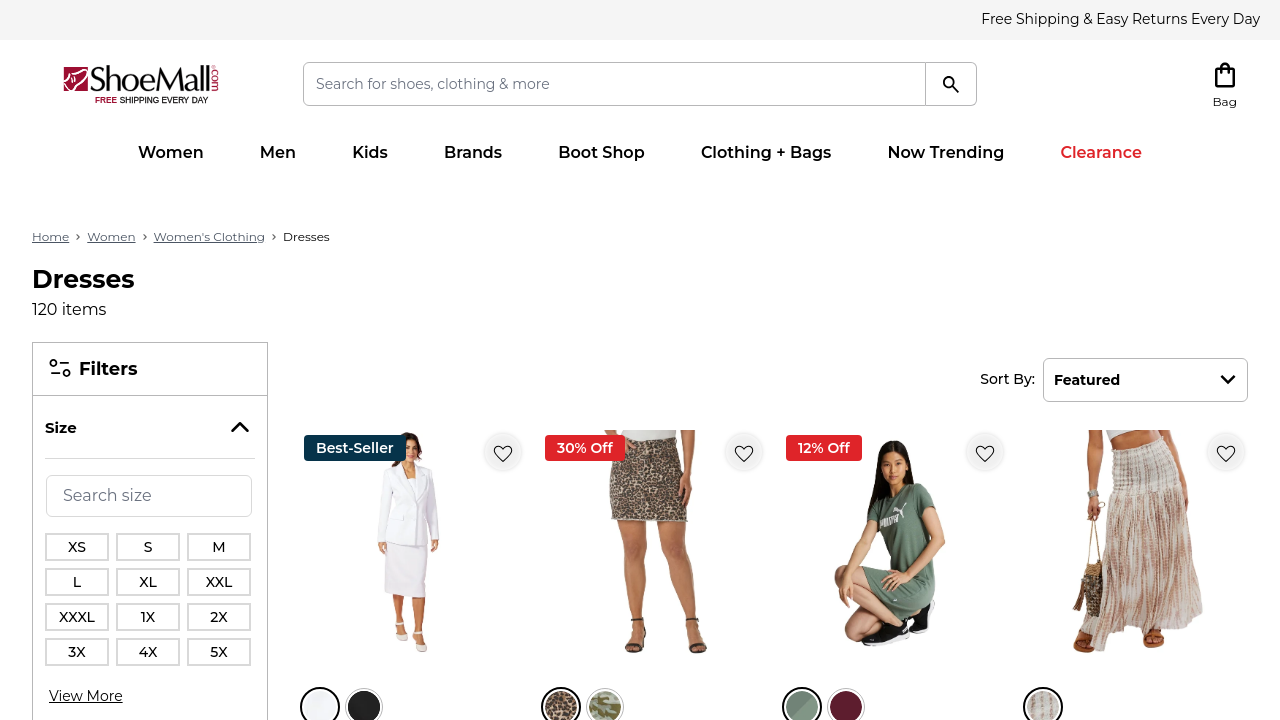 Free Shipping & Easy Returns Every Day
ShoeMall.com
FREE SHIPPING EVERY DAY
Search for shoes, clothing & more
Bag
Women Men Kids Brands Boot Shop Clothing + Bags Now Trending Clearance
Home > Women > Women's Clothing > Dresses
Dresses
120 items
Filters
Sort By: Featured
Size
Best-Seller 30% Off 12% Off
Search size
XS S M
L XL XXL
XXXL 1X 2X
3X 4X 5X
View More